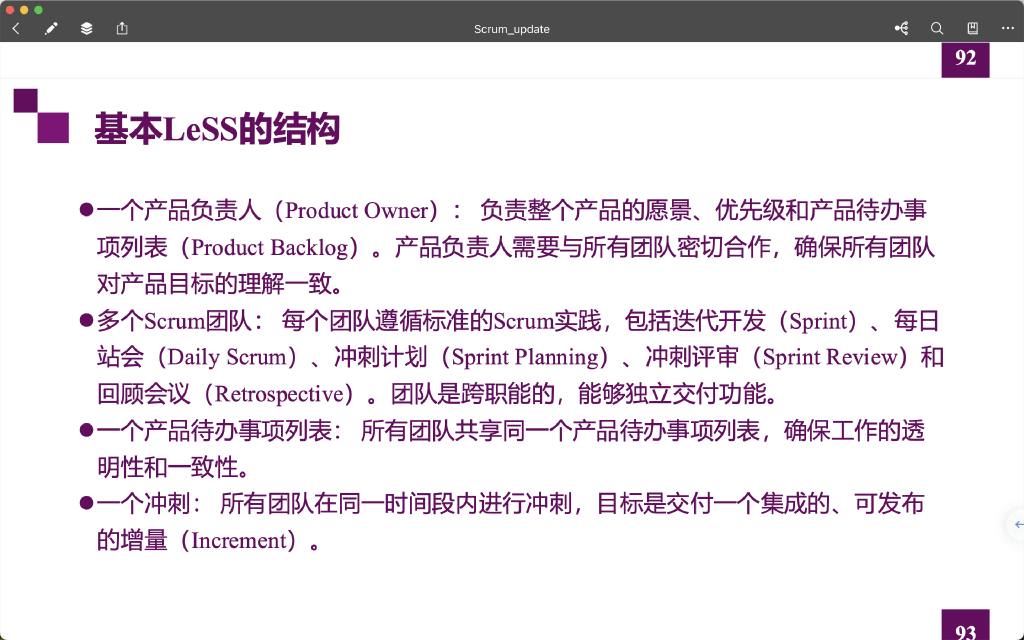 Scrum_update
92
基本LeSS的结构
●一个产品负责人（Product Owner）： 负责整个产品的愿景、优先级和产品待办事
项列表（Product Backlog）。产品负责人需要与所有团队密切合作，确保所有团队
对产品目标的理解一致。
●多个Scrum团队： 每个团队遵循标准的Scrum实践，包括迭代开发（Sprint）、每日
站会（Daily Scrum）、冲刺计划（Sprint Planning）、冲刺评审（Sprint Review）和
回顾会议（Retrospective）。团队是跨职能的，能够独立交付功能。
●一个产品待办事项列表： 所有团队共享同一个产品待办事项列表，确保工作的透
明性和一致性。
●一个冲刺： 所有团队在同一时间段内进行冲刺，目标是交付一个集成的、可发布
的增量（Increment）。
93